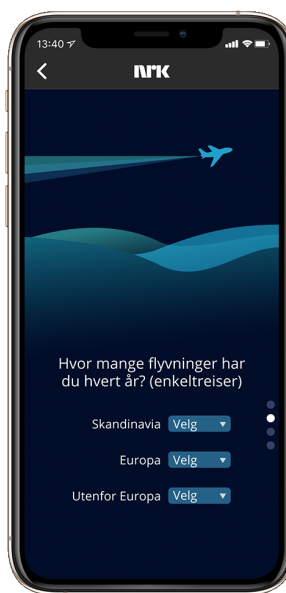 13:40
NRK
Hvor mange flyvninger har
du hvert år? (enkeltreiser)
Skandinavia Velg
Europa Velg
Utenfor Europa Velg